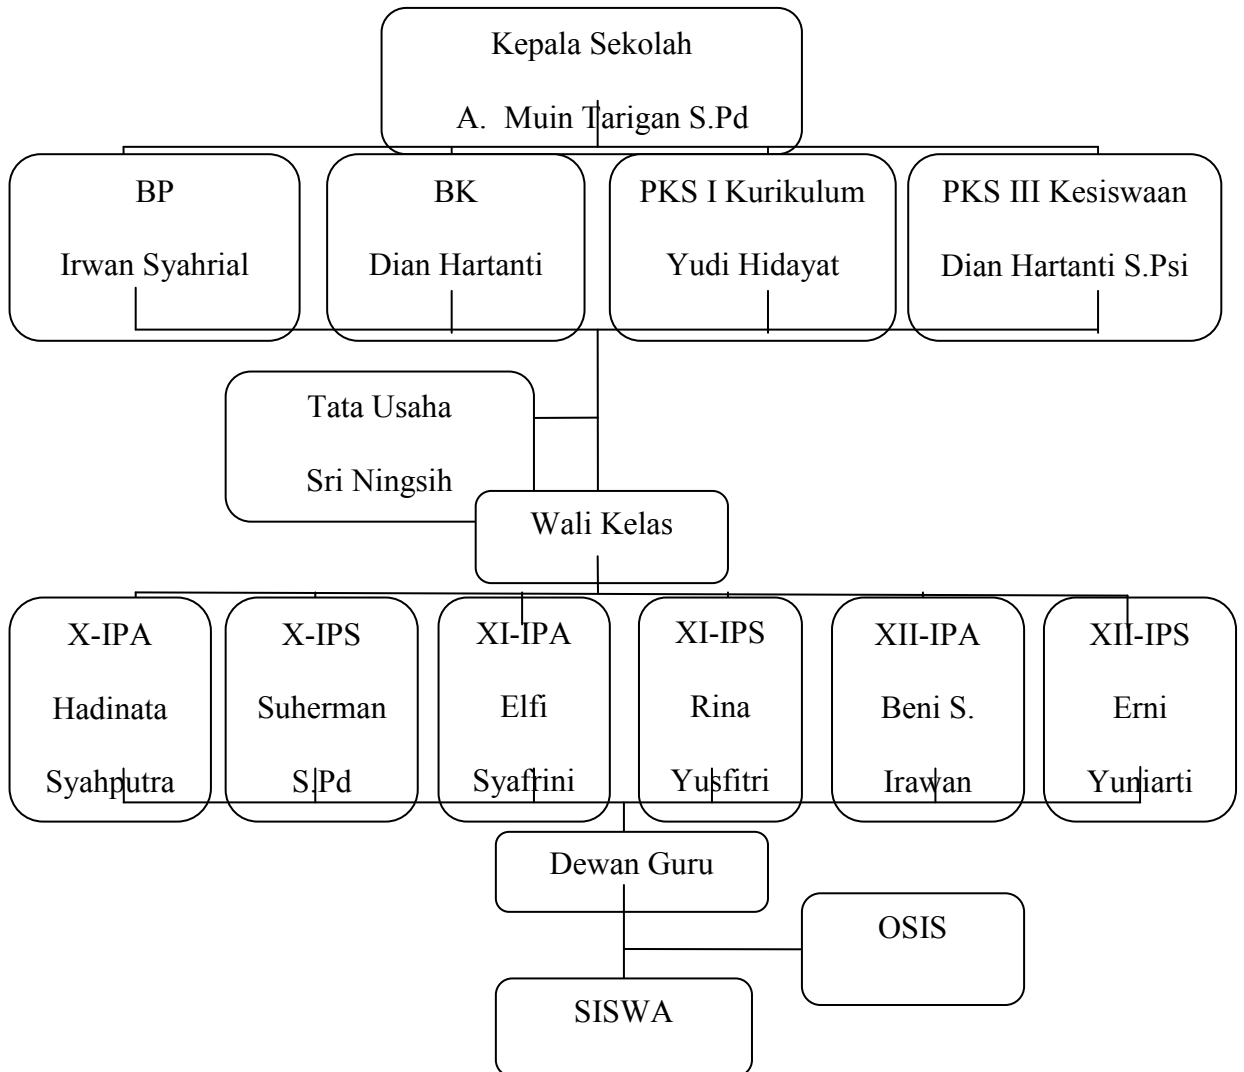 Kepala Sekolah
A. Muin Tarigan S.Pd
BP
Irwan Syahrial
BK
Dian Hartanti
PKS I Kurikulum
Yudi Hidayat
PKS III Kesiswaan
Dian Hartanti S.Psi
Tata Usaha
Sri Ningsih
Wali Kelas
X-IPA
Hadinata
Syahputra
X-IPS
Suherman
S.Pd
XI-IPA
Elfi
Syafrini
XI-IPS
Rina
Yusfitri
XII-IPA
Beni S.
Irawan
XII-IPS
Erni
Yuniarti
Dewan Guru
OSIS
SISWA